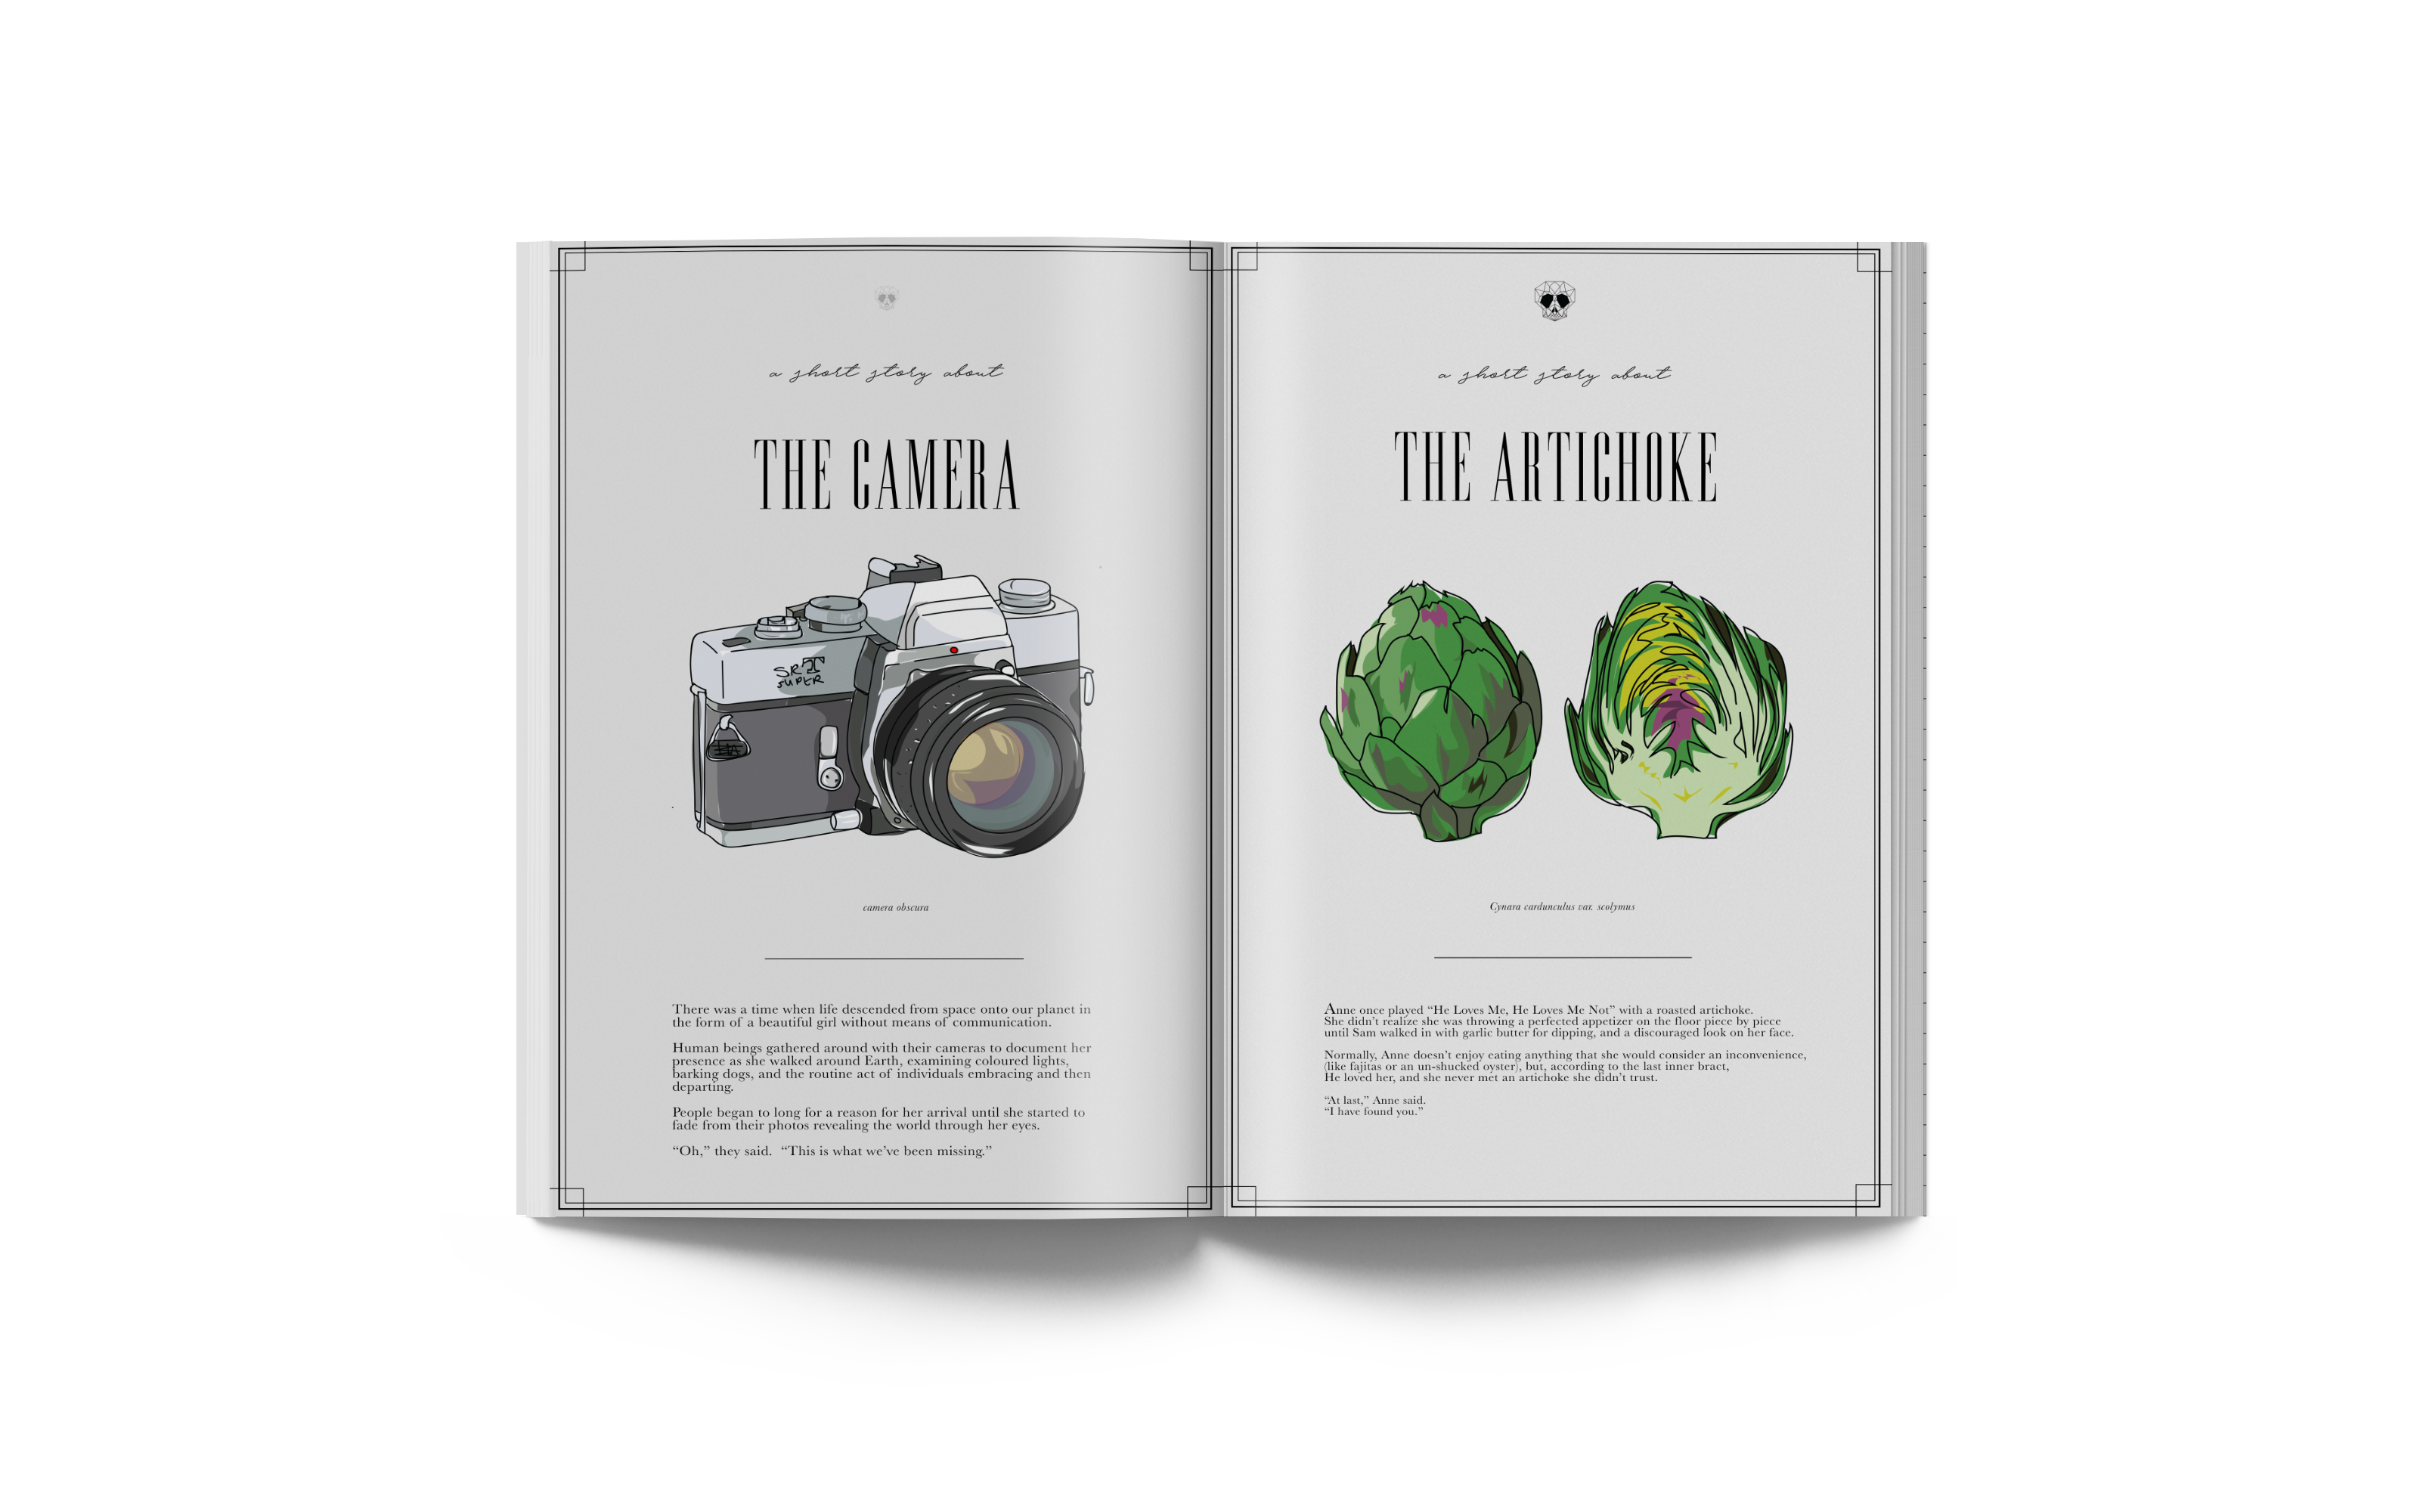 a short story about
THE CAMERA
SRT
SUPER
camera obscura
There was a time when life descended from space onto our planet in
the form of a beautiful girl without means of communication.
Human beings gathered around with their cameras to document her
presence as she walked around Earth, examining coloured lights,
barking dogs, and the routine act of individuals embracing and then
departing.
People began to long for a reason for her arrival until she started to
fade from their photos revealing the world through her eyes.
“Oh,” they said.  “This is what we’ve been missing.”
a short story about
THE ARTICHOKE
Cynara cardunculus var. scolymus
Anne once played “He Loves Me, He Loves Me Not” with a roasted artichoke.
She didn’t realize she was throwing a perfected appetizer on the floor piece by piece
until Sam walked in with garlic butter for dipping, and a discouraged look on her face.
Normally, Anne doesn’t enjoy eating anything that she would consider an inconvenience,
(like fajitas or an un-shucked oyster), but, according to the last inner bract,
He loved her, and she never met an artichoke she didn’t trust.
“At last,” Anne said.
“I have found you.”